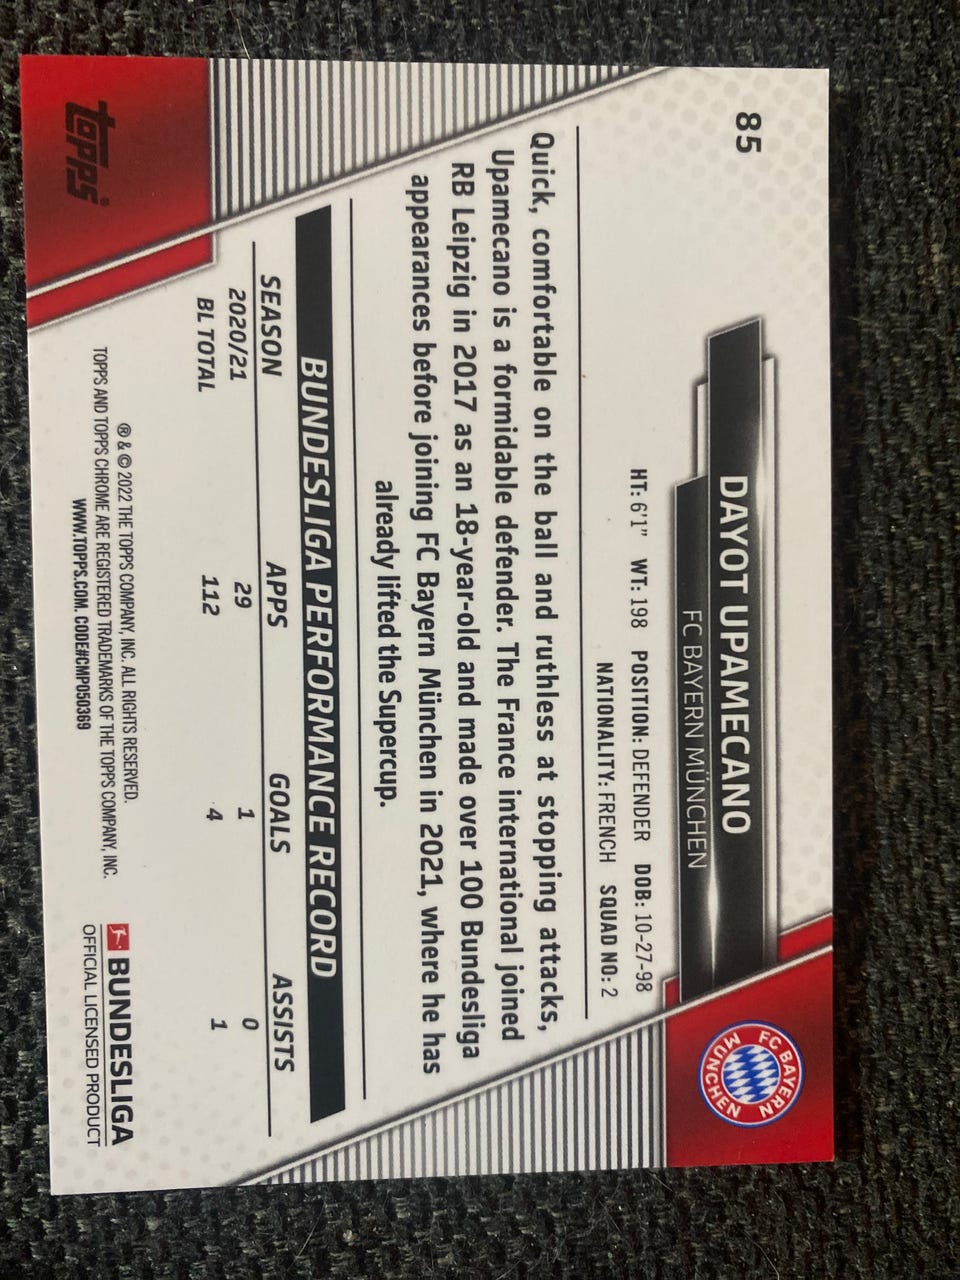 85
DAYOT UPAMECANO
FC BAYERN MÜNCHEN
FC BAYERN
MÜNCHEN
HT: 6'1" WT: 198 POSITION: DEFENDER DOB: 10-27-98
NATIONALITY: FRENCH SQUAD NO: 2
Quick, comfortable on the ball and ruthless at stopping attacks,
Upamecano is a formidable defender. The France international joined
RB Leipzig in 2017 as an 18-year-old and made over 100 Bundesliga
appearances before joining FC Bayern München in 2021, where he has
already lifted the Supercup.
BUNDESLIGA PERFORMANCE RECORD
SEASON APPS GOALS ASSISTS
2020/21 29 1 0
BL TOTAL 112 4 1
topps®
® & © 2022 THE TOPPS COMPANY, INC. ALL RIGHTS RESERVED.
TOPPS AND TOPPS CHROME ARE REGISTERED TRADEMARKS OF THE TOPPS COMPANY, INC.
WWW.TOPPS.COM. CODE#CMP050369
BUNDESLIGA
OFFICIAL LICENSED PRODUCT